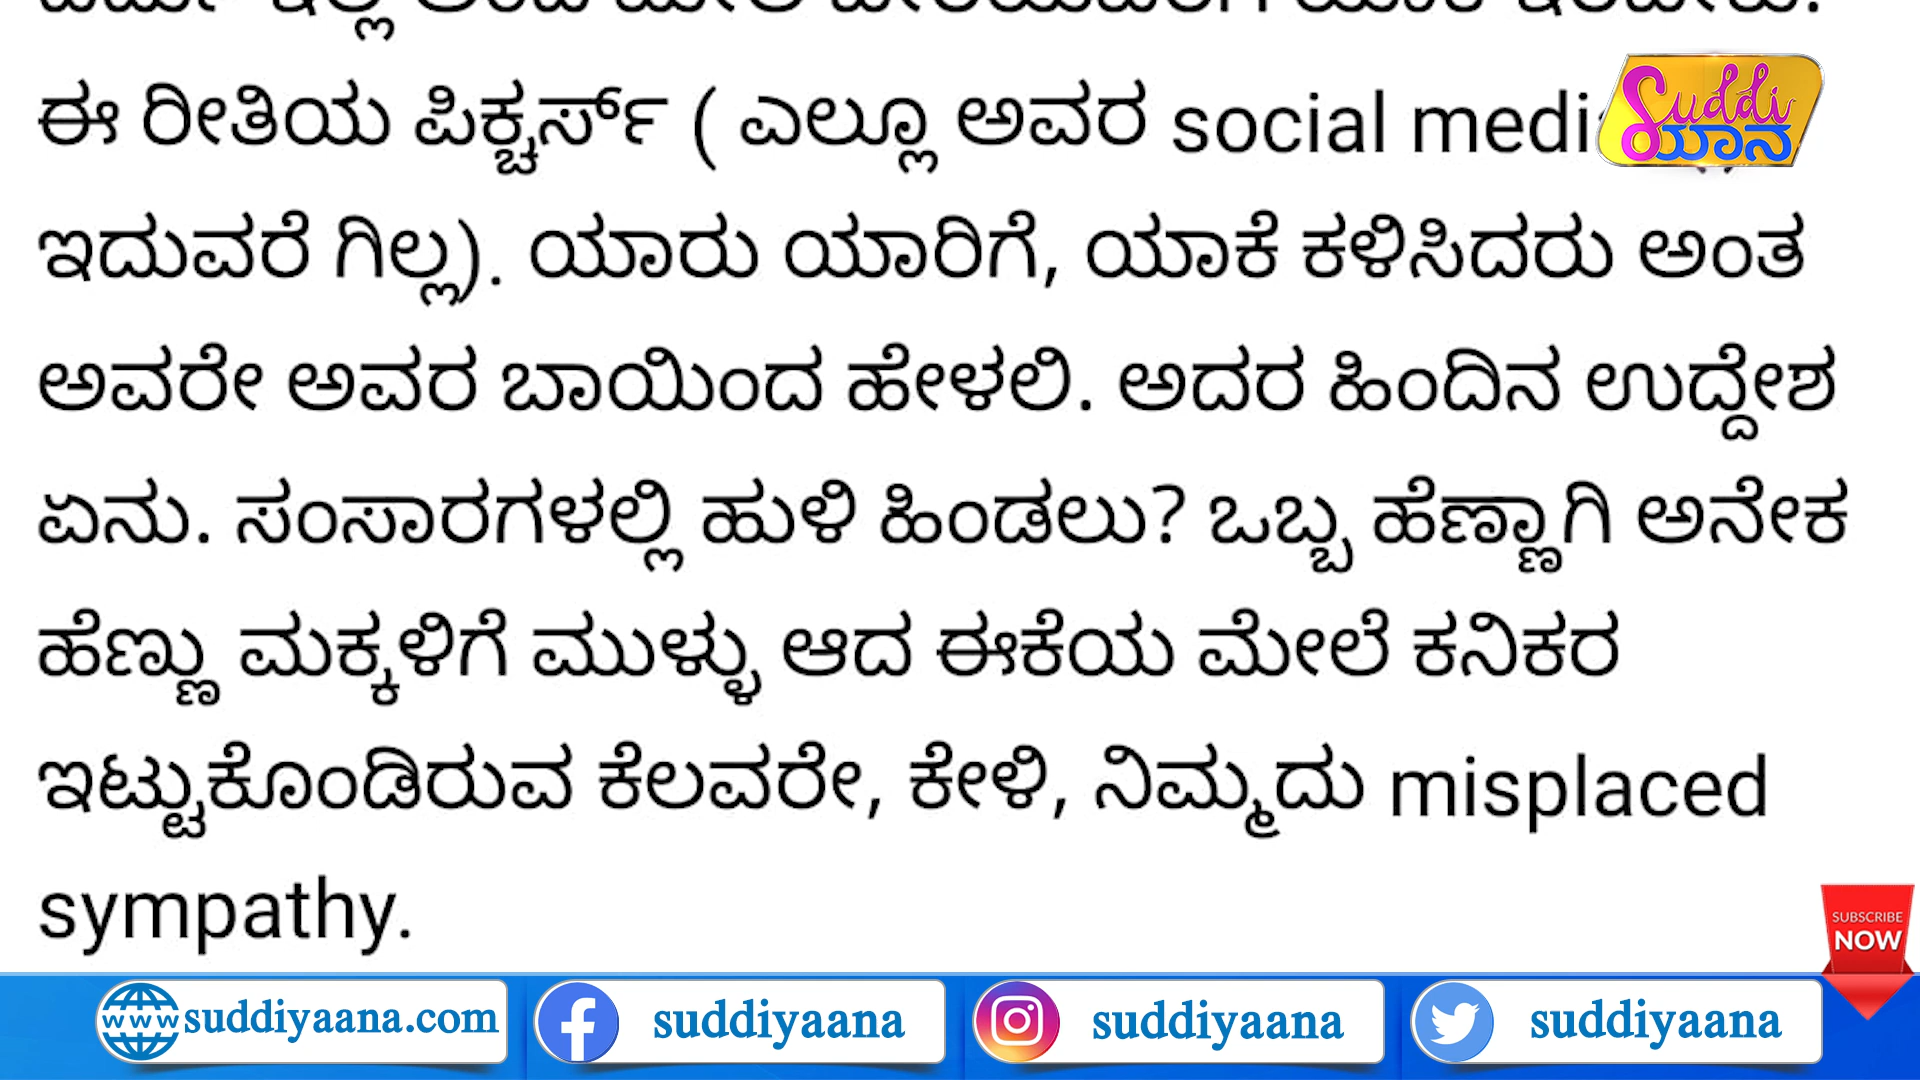 ಈ ರೀತಿಯ ಪಿಕ್ಚರ್ಸ್ ( ಎಲ್ಲೂ ಅವರ social medi
Suddi
ಯಾನ
ಇದುವರೆ ಗಿಲ್ಲ). ಯಾರು ಯಾರಿಗೆ, ಯಾಕೆ ಕಳಿಸಿದರು ಅಂತ
ಅವರೇ ಅವರ ಬಾಯಿಂದ ಹೇಳಲಿ. ಅದರ ಹಿಂದಿನ ಉದ್ದೇಶ
ಏನು. ಸಂಸಾರಗಳಲ್ಲಿ ಹುಳಿ ಹಿಂಡಲು? ಒಬ್ಬ ಹೆಣ್ಣಾಗಿ ಅನೇಕ
ಹೆಣ್ಣು ಮಕ್ಕಳಿಗೆ ಮುಳ್ಳು ಆದ ಈಕೆಯ ಮೇಲೆ ಕನಿಕರ
ಇಟ್ಟುಕೊಂಡಿರುವ ಕೆಲವರೇ, ಕೇಳಿ, ನಿಮ್ಮದು misplaced
sympathy.
SUBSCRIBE
NOW
www suddiyaana.com suddiyaana suddiyaana suddiyaana